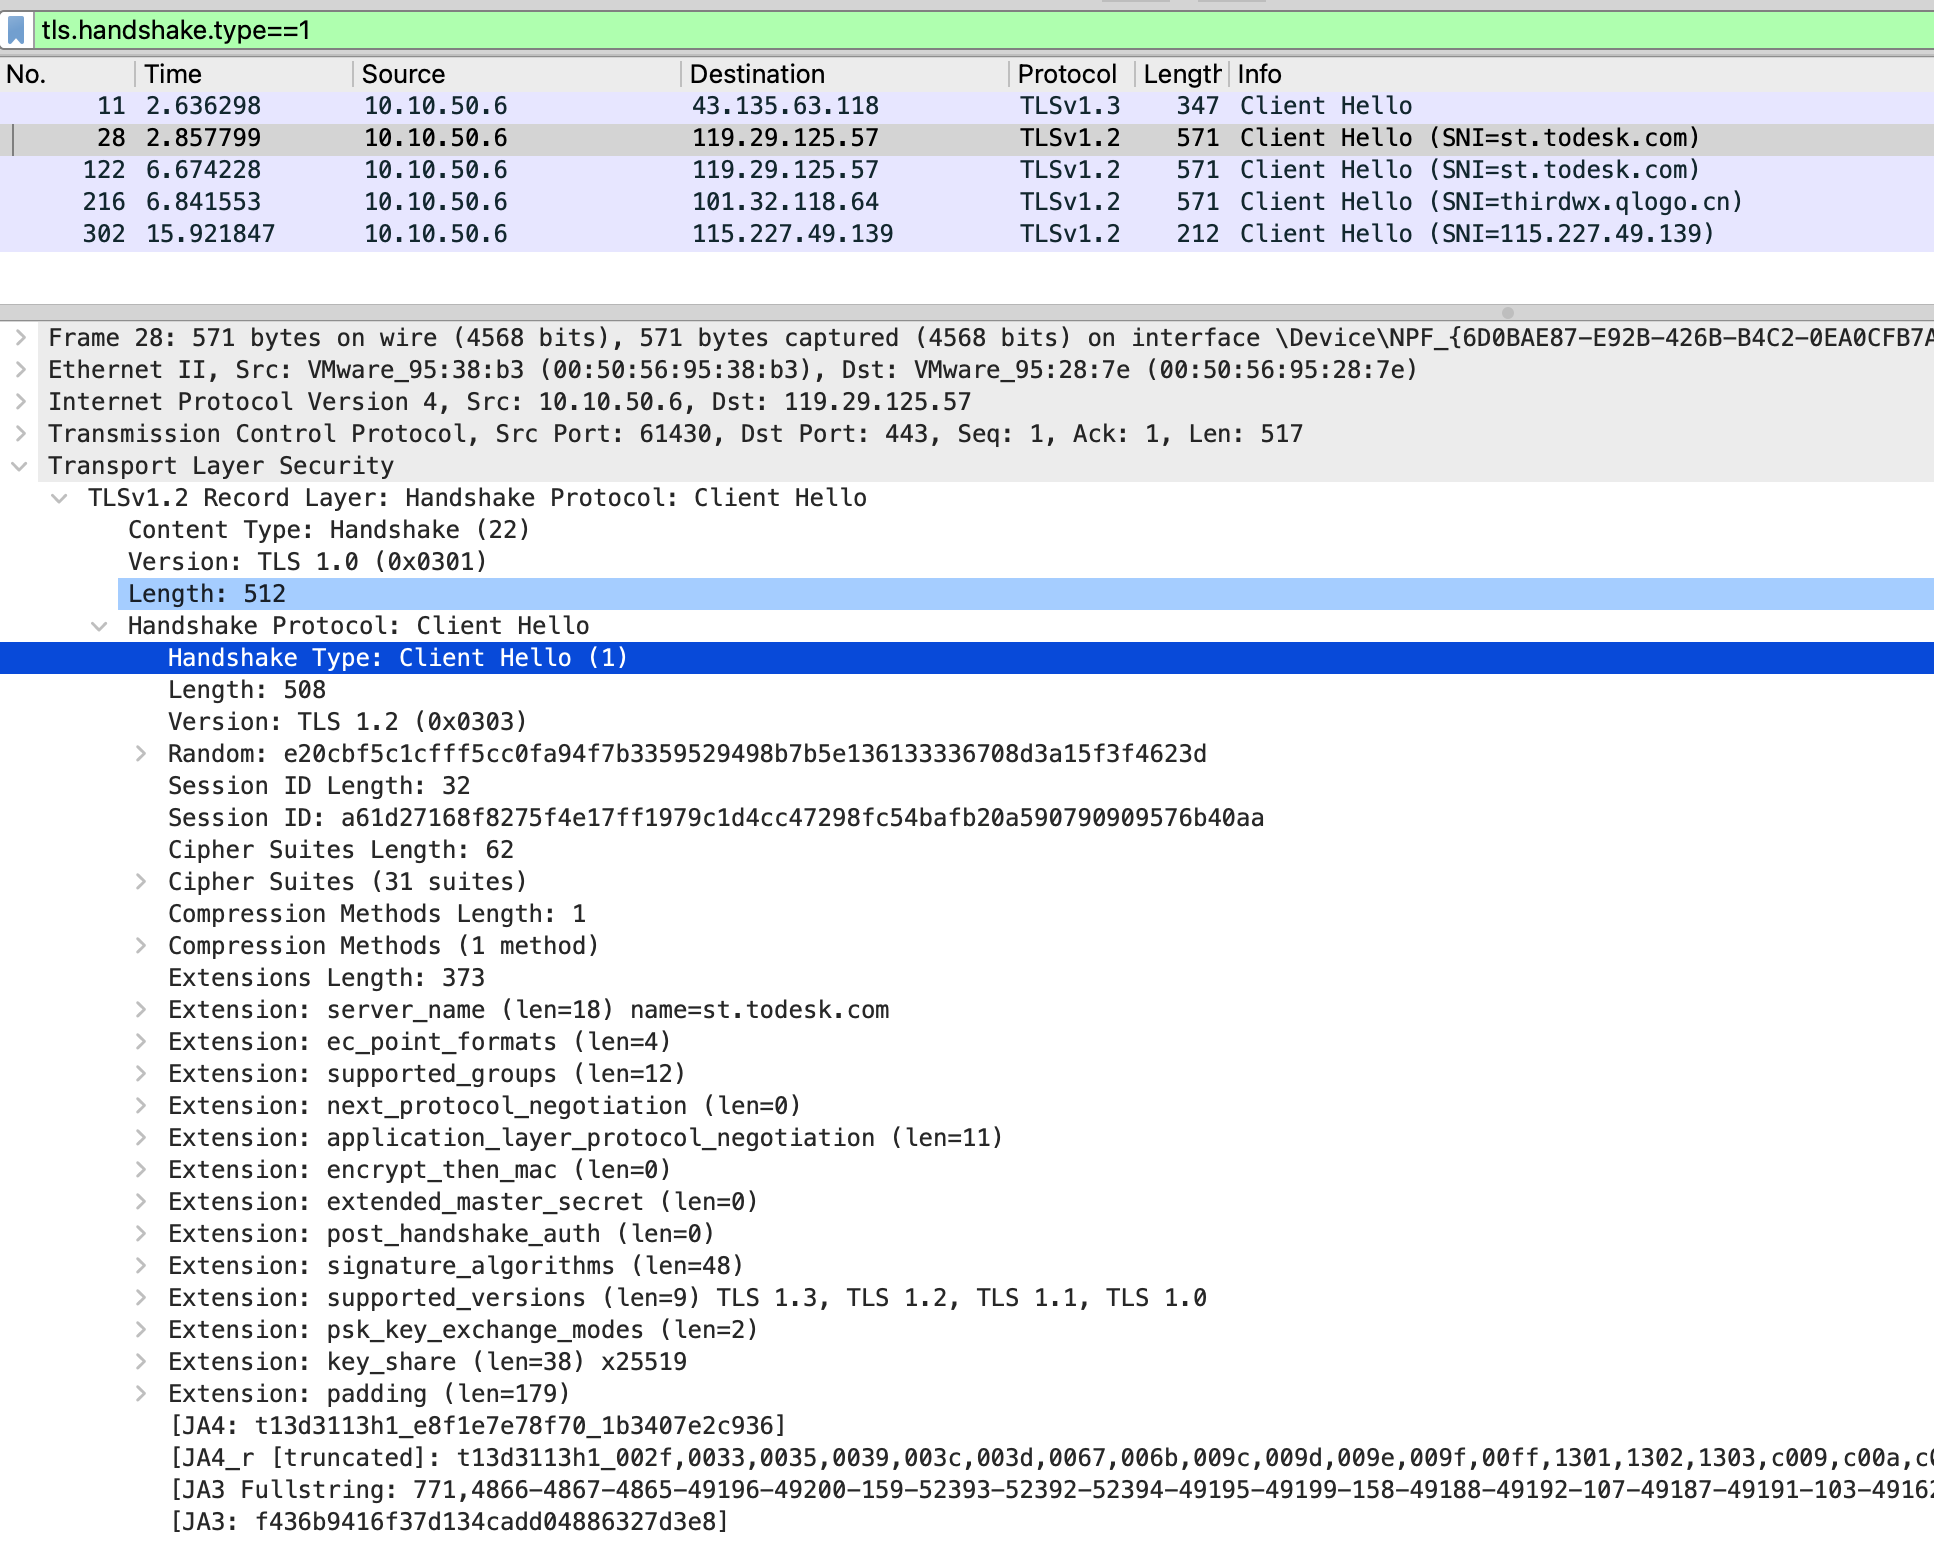 tls.handshake.type==1
No. Time Source Destination Protocol Length Info
11 2.636298 10.10.50.6 43.135.63.118 TLSv1.3 347 Client Hello
28 2.857799 10.10.50.6 119.29.125.57 TLSv1.2 571 Client Hello (SNI=st.todesk.com)
122 6.674228 10.10.50.6 119.29.125.57 TLSv1.2 571 Client Hello (SNI=st.todesk.com)
216 6.841553 10.10.50.6 101.32.118.64 TLSv1.2 571 Client Hello (SNI=thirdwx.qlogo.cn)
302 15.921847 10.10.50.6 115.227.49.139 TLSv1.2 212 Client Hello (SNI=115.227.49.139)
Frame 28: 571 bytes on wire (4568 bits), 571 bytes captured (4568 bits) on interface \Device\NPF_{6D0BAE87-E92B-426B-B4C2-0EA0CFB7A
Ethernet II, Src: VMware_95:38:b3 (00:50:56:95:38:b3), Dst: VMware_95:28:7e (00:50:56:95:28:7e)
Internet Protocol Version 4, Src: 10.10.50.6, Dst: 119.29.125.57
Transmission Control Protocol, Src Port: 61430, Dst Port: 443, Seq: 1, Ack: 1, Len: 517
Transport Layer Security
TLSv1.2 Record Layer: Handshake Protocol: Client Hello
Content Type: Handshake (22)
Version: TLS 1.0 (0x0301)
Length: 512
Handshake Protocol: Client Hello
Handshake Type: Client Hello (1)
Length: 508
Version: TLS 1.2 (0x0303)
Random: e20cbf5c1cfff5cc0fa94f7b3359529498b7b5e136133336708d3a15f3f4623d
Session ID Length: 32
Session ID: a61d27168f8275f4e17ff1979c1d4cc47298fc54bafb20a590790909576b40aa
Cipher Suites Length: 62
Cipher Suites (31 suites)
Compression Methods Length: 1
Compression Methods (1 method)
Extensions Length: 373
Extension: server_name (len=18) name=st.todesk.com
Extension: ec_point_formats (len=4)
Extension: supported_groups (len=12)
Extension: next_protocol_negotiation (len=0)
Extension: application_layer_protocol_negotiation (len=11)
Extension: encrypt_then_mac (len=0)
Extension: extended_master_secret (len=0)
Extension: post_handshake_auth (len=0)
Extension: signature_algorithms (len=48)
Extension: supported_versions (len=9) TLS 1.3, TLS 1.2, TLS 1.1, TLS 1.0
Extension: psk_key_exchange_modes (len=2)
Extension: key_share (len=38) x25519
Extension: padding (len=179)
[JA4: t13d3113h1_e8f1e7e78f70_1b3407e2c936]
[JA4_r [truncated]: t13d3113h1_002f,0033,0035,0039,003c,003d,0067,006b,009c,009d,009e,009f,00ff,1301,1302,1303,c009,c00a,c0
[JA3 Fullstring: 771,4866-4867-4865-49196-49200-159-52393-52392-52394-49195-49199-158-49188-49192-107-49187-49191-103-49162
[JA3: f436b9416f37d134cadd04886327d3e8]